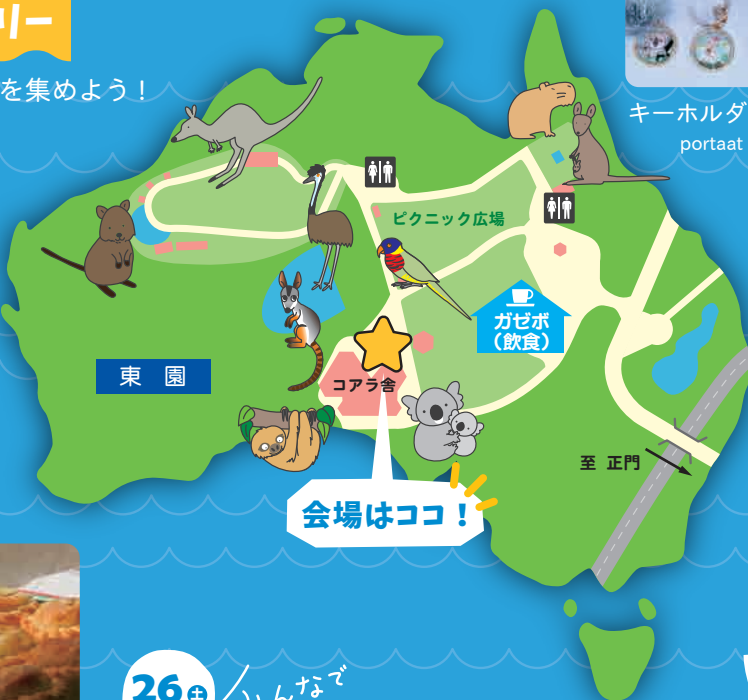 リー
を集めよう！
キーホルダ
portaat
ピクニック広場
ガゼボ
（飲食）
東 園
コアラ舎
至 正門
会場はココ！
26土
んなで